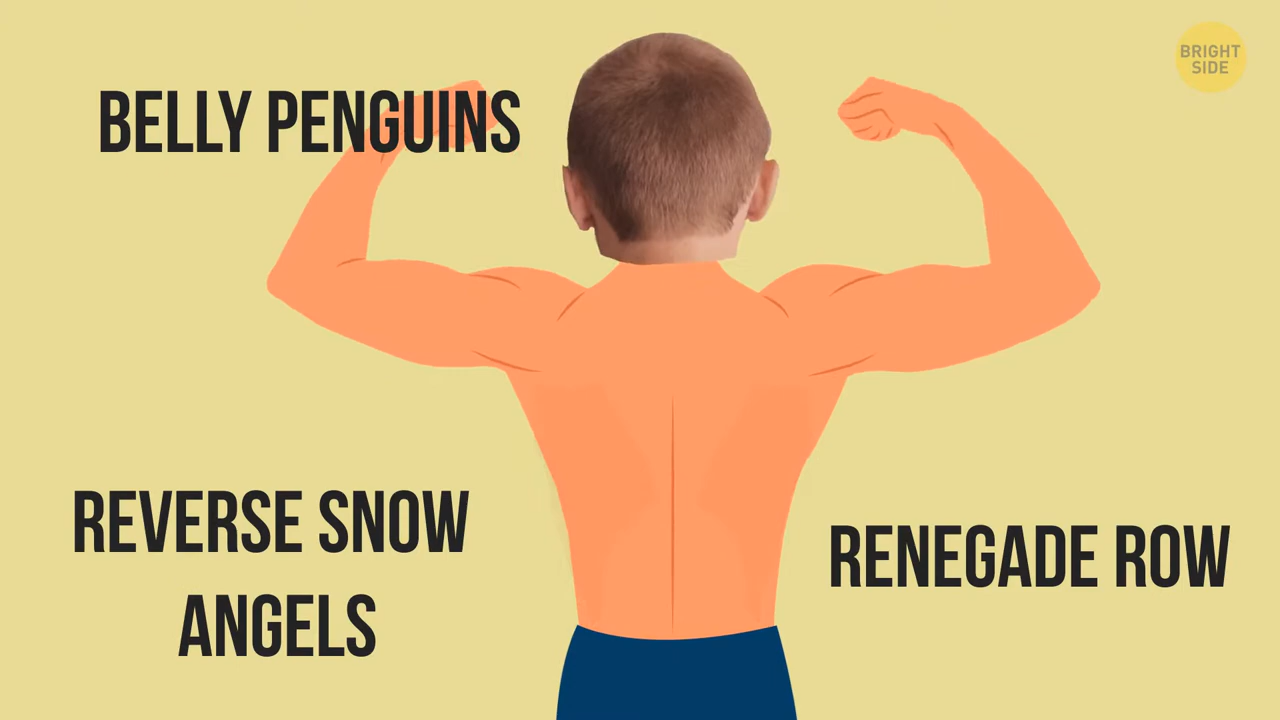 BRIGHT
SIDE
BELLY PENGUINS
REVERSE SNOW
ANGELS
RENEGADE ROW